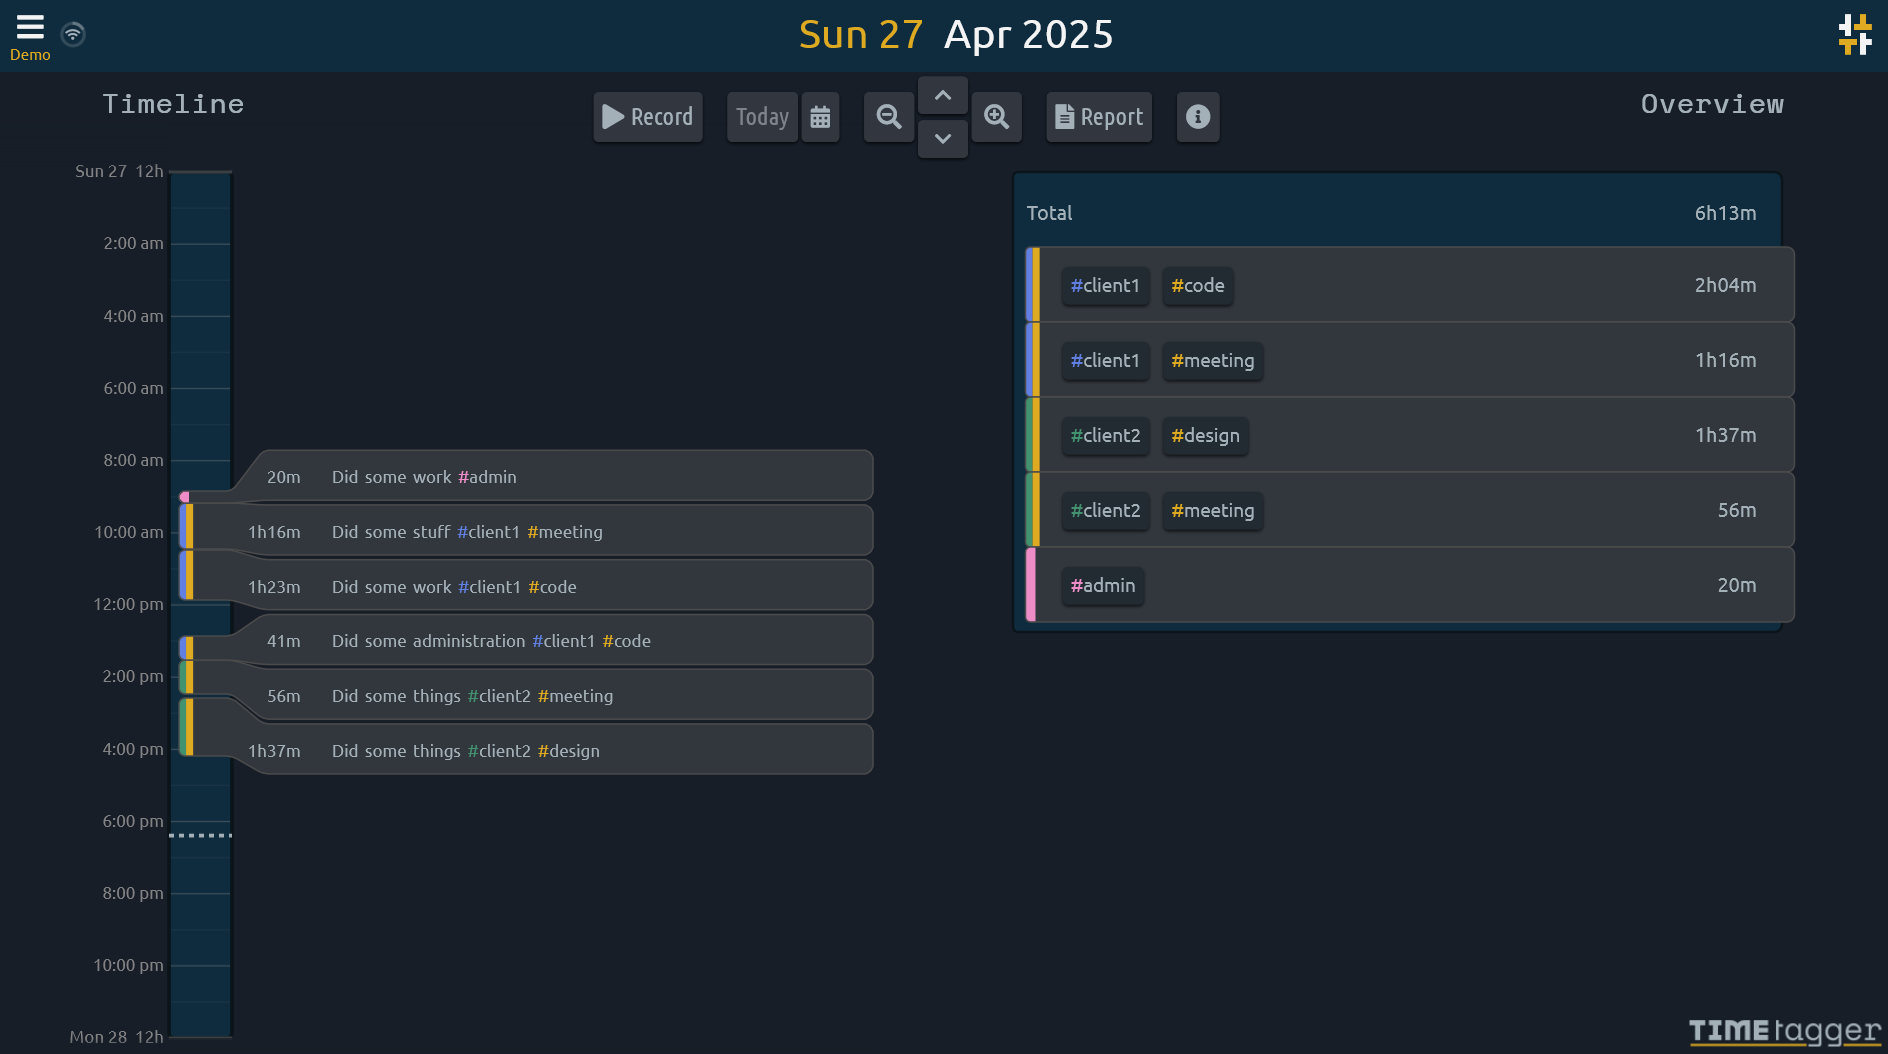 Demo
Sun 27 Apr 2025
Timeline
Record
Today
Report
Overview
Sun 27 12h
2:00 am
4:00 am
6:00 am
8:00 am
10:00 am
12:00 pm
2:00 pm
4:00 pm
6:00 pm
8:00 pm
10:00 pm
Mon 28 12h
20m Did some work #admin
1h16m Did some stuff #client1 #meeting
1h23m Did some work #client1 #code
41m Did some administration #client1 #code
56m Did some things #client2 #meeting
1h37m Did some things #client2 #design
Total 6h13m
#client1 #code 2h04m
#client1 #meeting 1h16m
#client2 #design 1h37m
#client2 #meeting 56m
#admin 20m
TIMEtagger